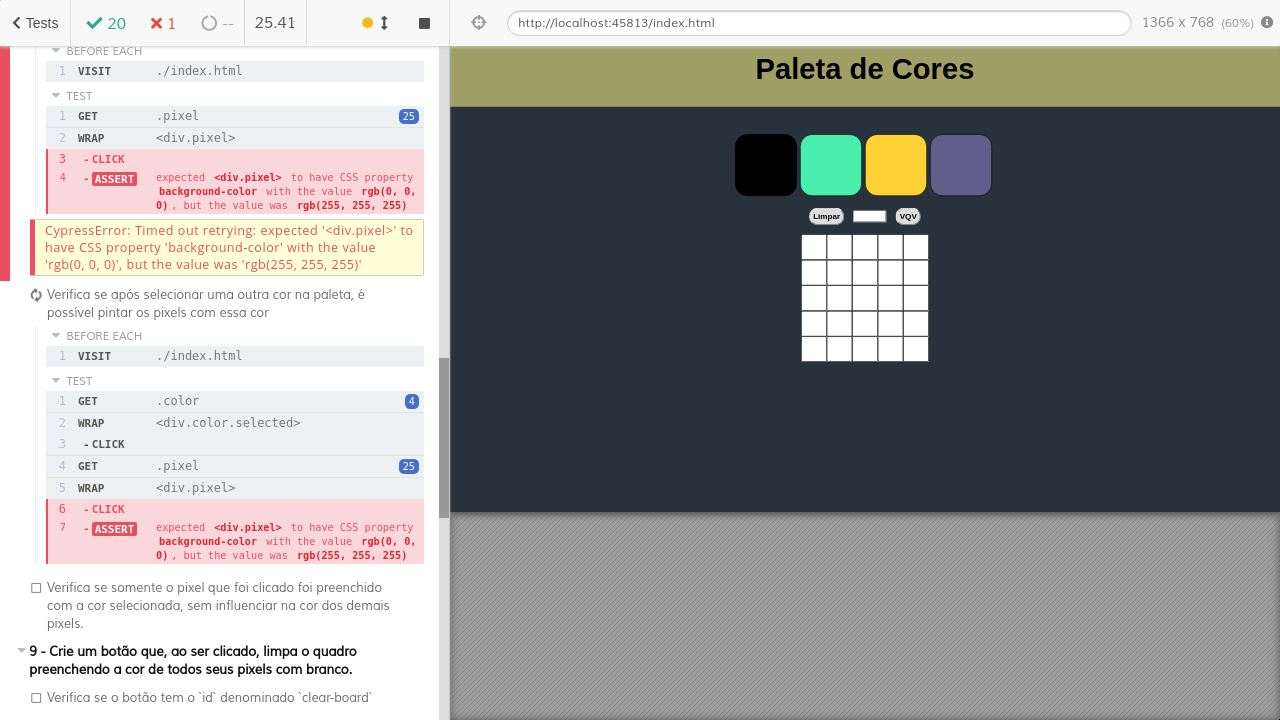 Tests
20
1
--
25.41
http://localhost:45813/index.html
1366 x 768 (60%)
BEFORE EACH
1 VISIT ./index.html
TEST
1 GET .pixel 25
2 WRAP <div.pixel>
3 - CLICK
4 - ASSERT expected <div.pixel> to have CSS property
background-color with the value rgb(0, 0,
0) , but the value was rgb(255, 255, 255)
CypressError: Timed out retrying: expected '<div.pixel>' to
have CSS property 'background-color' with the value
'rgb(0, 0, 0)', but the value was 'rgb(255, 255, 255)'
Verifica se após selecionar uma outra cor na paleta, é
possível pintar os pixels com essa cor
BEFORE EACH
1 VISIT ./index.html
TEST
1 GET .color 4
2 WRAP <div.color.selected>
3 - CLICK
4 GET .pixel 25
5 WRAP <div.pixel>
6 - CLICK
7 - ASSERT expected <div.pixel> to have CSS property
background-color with the value rgb(0, 0,
0) , but the value was rgb(255, 255, 255)
Verifica se somente o pixel que foi clicado foi preenchido
com a cor selecionada, sem influenciar na cor dos demais
pixels.
9 - Crie um botão que, ao ser clicado, limpa o quadro
preenchendo a cor de todos seus pixels com branco.
Verifica se o botão tem o `id` denominado `clear-board`
Paleta de Cores
Limpar VQV